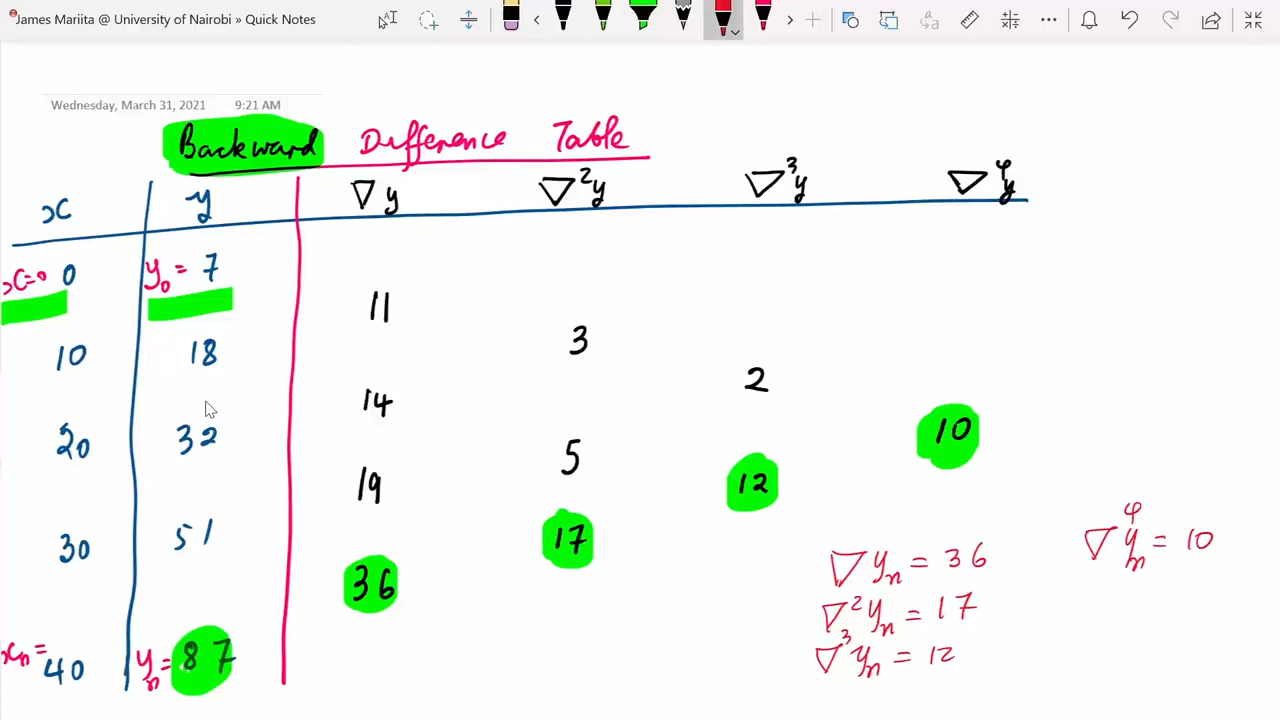 James Mariita @ University of Nairobi » Quick Notes
Wednesday, March 31, 2021 9:21 AM
Backward Difference Table
x y ∇y ∇²y ∇³y ∇⁴y
x=0 0 y₀ = 7
11
3
10 18
2
14
10
20 32
5
19
12
30 51
17
∇⁴yₙ = 10
∇yₙ = 36
36
∇²yₙ = 17
∇³yₙ = 12
xₙ= 40 yₙ= 87